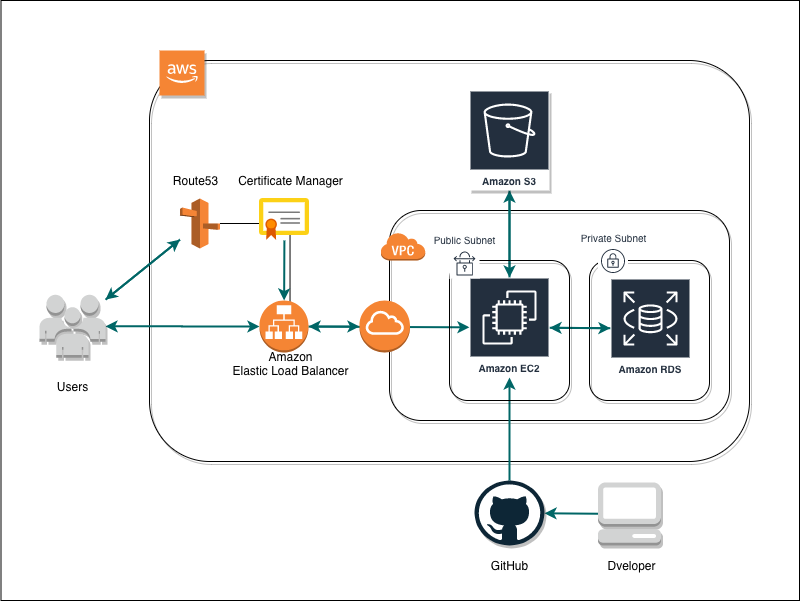 aws
Amazon S3
Route53
Certificate Manager
VPC
Public Subnet
Private Subnet
Amazon
Elastic Load Balancer
Amazon EC2
Amazon RDS
Users
GitHub
Dveloper